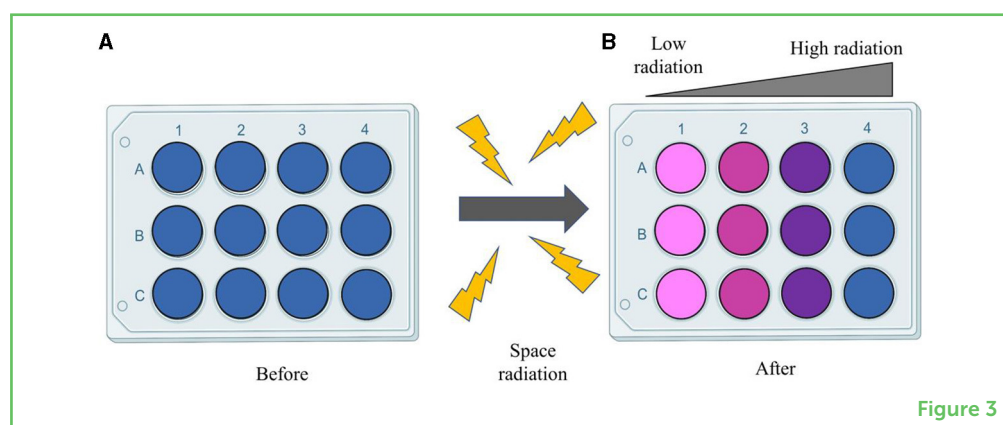 A
B
Low
radiation
High radiation
1 2 3 4
A
B
C
1 2 3 4
A
B
C
Before
Space
radiation
After
Figure 3